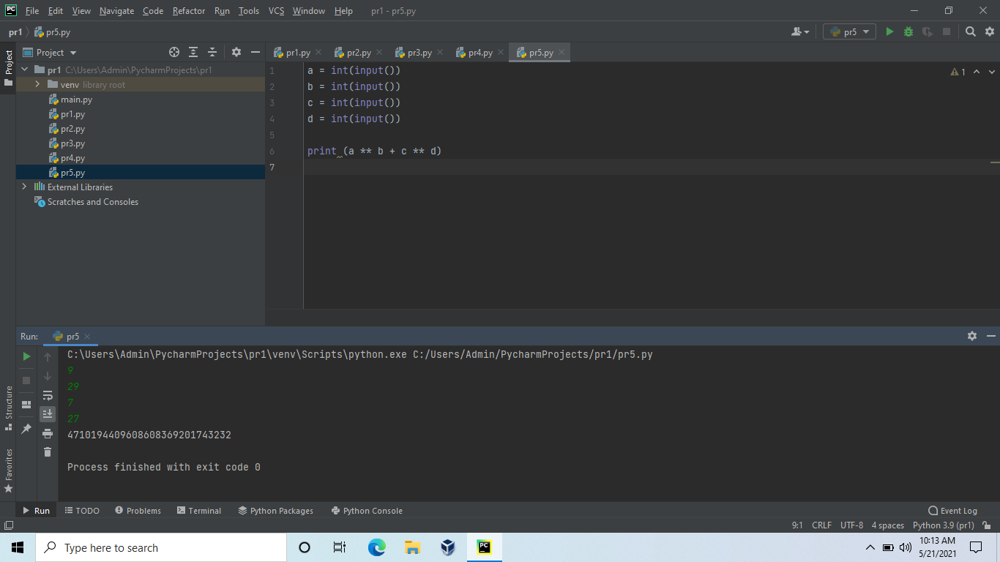 PC File Edit View Navigate Code Refactor Run Tools VCS Window Help pr1 - pr5.py
pr1 pr5.py pr5
Project
Project
pr1.py pr2.py pr3.py pr4.py pr5.py
pr1 C:\Users\Admin\PycharmProjects\pr1
venv library root
main.py
pr1.py
pr2.py
pr3.py
pr4.py
pr5.py
External Libraries
Scratches and Consoles
1 a = int(input())
2 b = int(input())
3 c = int(input())
4 d = int(input())
5
6 print (a ** b + c ** d)
7
1
Run: pr5
C:\Users\Admin\PycharmProjects\pr1\venv\Scripts\python.exe C:/Users/Admin/PycharmProjects/pr1/pr5.py
9
29
7
27
4710194409608608369201743232
Process finished with exit code 0
Structure
Favorites
Run TODO Problems Terminal Python Packages Python Console Event Log
9:1 CRLF UTF-8 4 spaces Python 3.9 (pr1)
Type here to search
PC
10:13 AM
5/21/2021